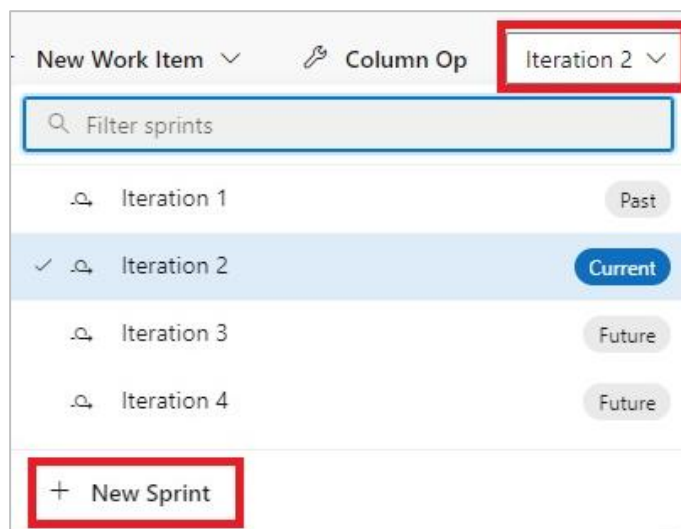 New Work Item Column Op Iteration 2
Filter sprints
Iteration 1 Past
Iteration 2 Current
Iteration 3 Future
Iteration 4 Future
+ New Sprint